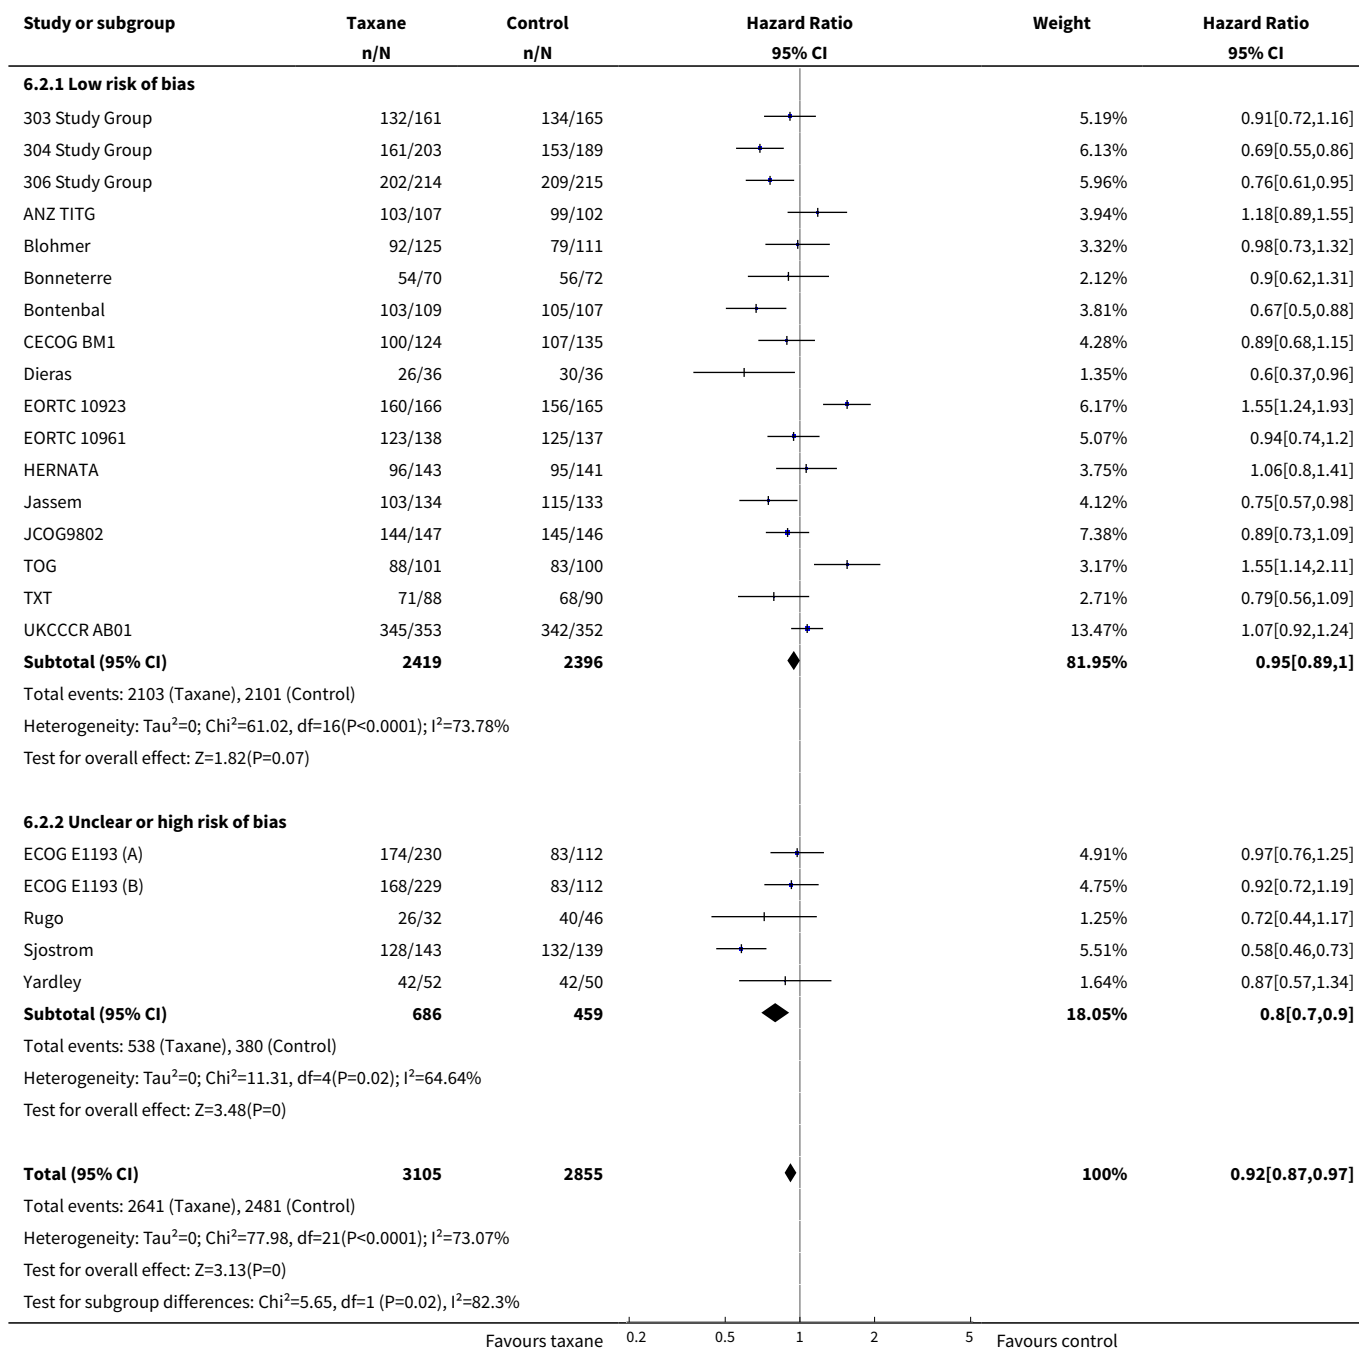 Study or subgroup Taxane Control Hazard Ratio Weight Hazard Ratio
n/N n/N 95% CI 95% CI
6.2.1 Low risk of bias
303 Study Group 132/161 134/165 5.19% 0.91[0.72,1.16]
304 Study Group 161/203 153/189 6.13% 0.69[0.55,0.86]
306 Study Group 202/214 209/215 5.96% 0.76[0.61,0.95]
ANZ TITG 103/107 99/102 3.94% 1.18[0.89,1.55]
Blohmer 92/125 79/111 3.32% 0.98[0.73,1.32]
Bonneterre 54/70 56/72 2.12% 0.9[0.62,1.31]
Bontenbal 103/109 105/107 3.81% 0.67[0.5,0.88]
CECOG BM1 100/124 107/135 4.28% 0.89[0.68,1.15]
Dieras 26/36 30/36 1.35% 0.6[0.37,0.96]
EORTC 10923 160/166 156/165 6.17% 1.55[1.24,1.93]
EORTC 10961 123/138 125/137 5.07% 0.94[0.74,1.2]
HERNATA 96/143 95/141 3.75% 1.06[0.8,1.41]
Jassem 103/134 115/133 4.12% 0.75[0.57,0.98]
JCOG9802 144/147 145/146 7.38% 0.89[0.73,1.09]
TOG 88/101 83/100 3.17% 1.55[1.14,2.11]
TXT 71/88 68/90 2.71% 0.79[0.56,1.09]
UKCCCR AB01 345/353 342/352 13.47% 1.07[0.92,1.24]
Subtotal (95% CI) 2419 2396 81.95% 0.95[0.89,1]
Total events: 2103 (Taxane), 2101 (Control)
Heterogeneity: Tau²=0; Chi²=61.02, df=16(P<0.0001); I²=73.78%
Test for overall effect: Z=1.82(P=0.07)
6.2.2 Unclear or high risk of bias
ECOG E1193 (A) 174/230 83/112 4.91% 0.97[0.76,1.25]
ECOG E1193 (B) 168/229 83/112 4.75% 0.92[0.72,1.19]
Rugo 26/32 40/46 1.25% 0.72[0.44,1.17]
Sjostrom 128/143 132/139 5.51% 0.58[0.46,0.73]
Yardley 42/52 42/50 1.64% 0.87[0.57,1.34]
Subtotal (95% CI) 686 459 18.05% 0.8[0.7,0.9]
Total events: 538 (Taxane), 380 (Control)
Heterogeneity: Tau²=0; Chi²=11.31, df=4(P=0.02); I²=64.64%
Test for overall effect: Z=3.48(P=0)
Total (95% CI) 3105 2855 100% 0.92[0.87,0.97]
Total events: 2641 (Taxane), 2481 (Control)
Heterogeneity: Tau²=0; Chi²=77.98, df=21(P<0.0001); I²=73.07%
Test for overall effect: Z=3.13(P=0)
Test for subgroup differences: Chi²=5.65, df=1 (P=0.02), I²=82.3%
Favours taxane 0.2 0.5 1 2 5 Favours control